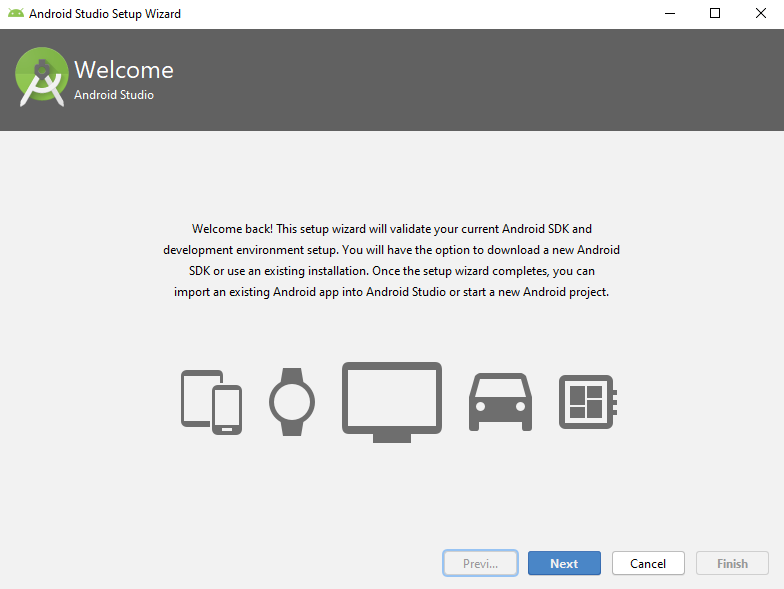 Android Studio Setup Wizard
Welcome
Android Studio
Welcome back! This setup wizard will validate your current Android SDK and
development environment setup. You will have the option to download a new Android
SDK or use an existing installation. Once the setup wizard completes, you can
import an existing Android app into Android Studio or start a new Android project.
Previ... Next Cancel Finish